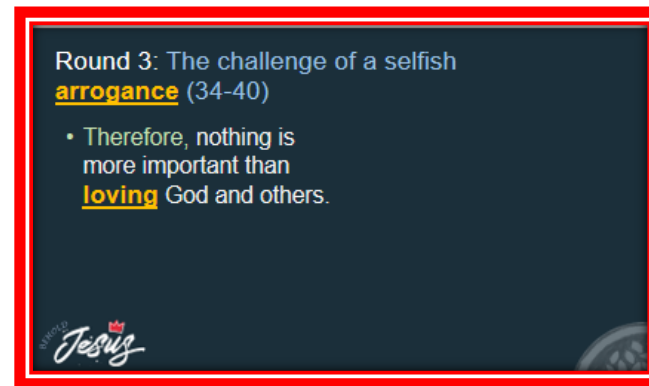 Round 3: The challenge of a selfish
arrogance (34-40)
• Therefore, nothing is
more important than
loving God and others.
BEHOLD
Jesus